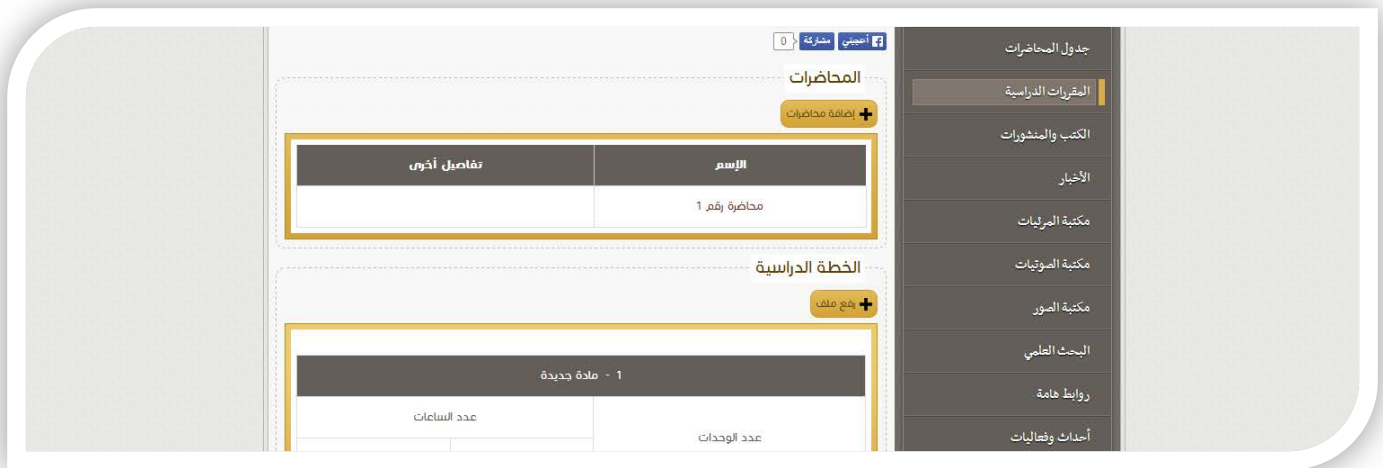 جدول المحاضرات
المقررات الدراسية
الكتب والمنشورات
الأخبار
مكتبة المرئيات
مكتبة الصوتيات
مكتبة الصور
البحث العلمي
روابط هامة
أحداث وفعاليات
أعجبني مشاركة 0
المحاضرات
إضافة محاضرات
الإسم تفاصيل أخرى
محاضرة رقم 1
الخطة الدراسية
رفع ملف
1 - مادة جديدة
عدد الوحدات عدد الساعات